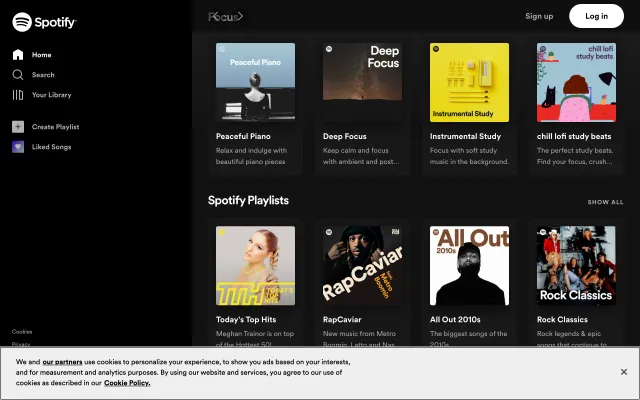 Spotify
Home
Search
Your Library
Create Playlist
Liked Songs
Cookies
Privacy
Focus
Sign up
Log in
Peaceful Piano
Deep
Focus
Instrumental Study
chill lofi
study beats
Peaceful Piano
Relax and indulge with
beautiful piano pieces
Deep Focus
Keep calm and focus
with ambient and post...
Instrumental Study
Focus with soft study
music in the background.
chill lofi study beats
The perfect study beats.
Find your focus, crush...
Spotify Playlists
SHOW ALL
TODAY'S
TOP
HITS
RapCaviar
Metro
Boomin
All Out
2010s
Rock Classics
Today's Top Hits
Meghan Trainor is on top
of the Hottest 50!
RapCaviar
New music from Metro
Boomin, Latto and Nas
All Out 2010s
The biggest songs of the
2010s.
Rock Classics
Rock legends & epic
songs that continue to
We and our partners use cookies to personalize your experience, to show you ads based on your interests,
and for measurement and analytics purposes. By using our website and services, you agree to our use of
cookies as described in our Cookie Policy.